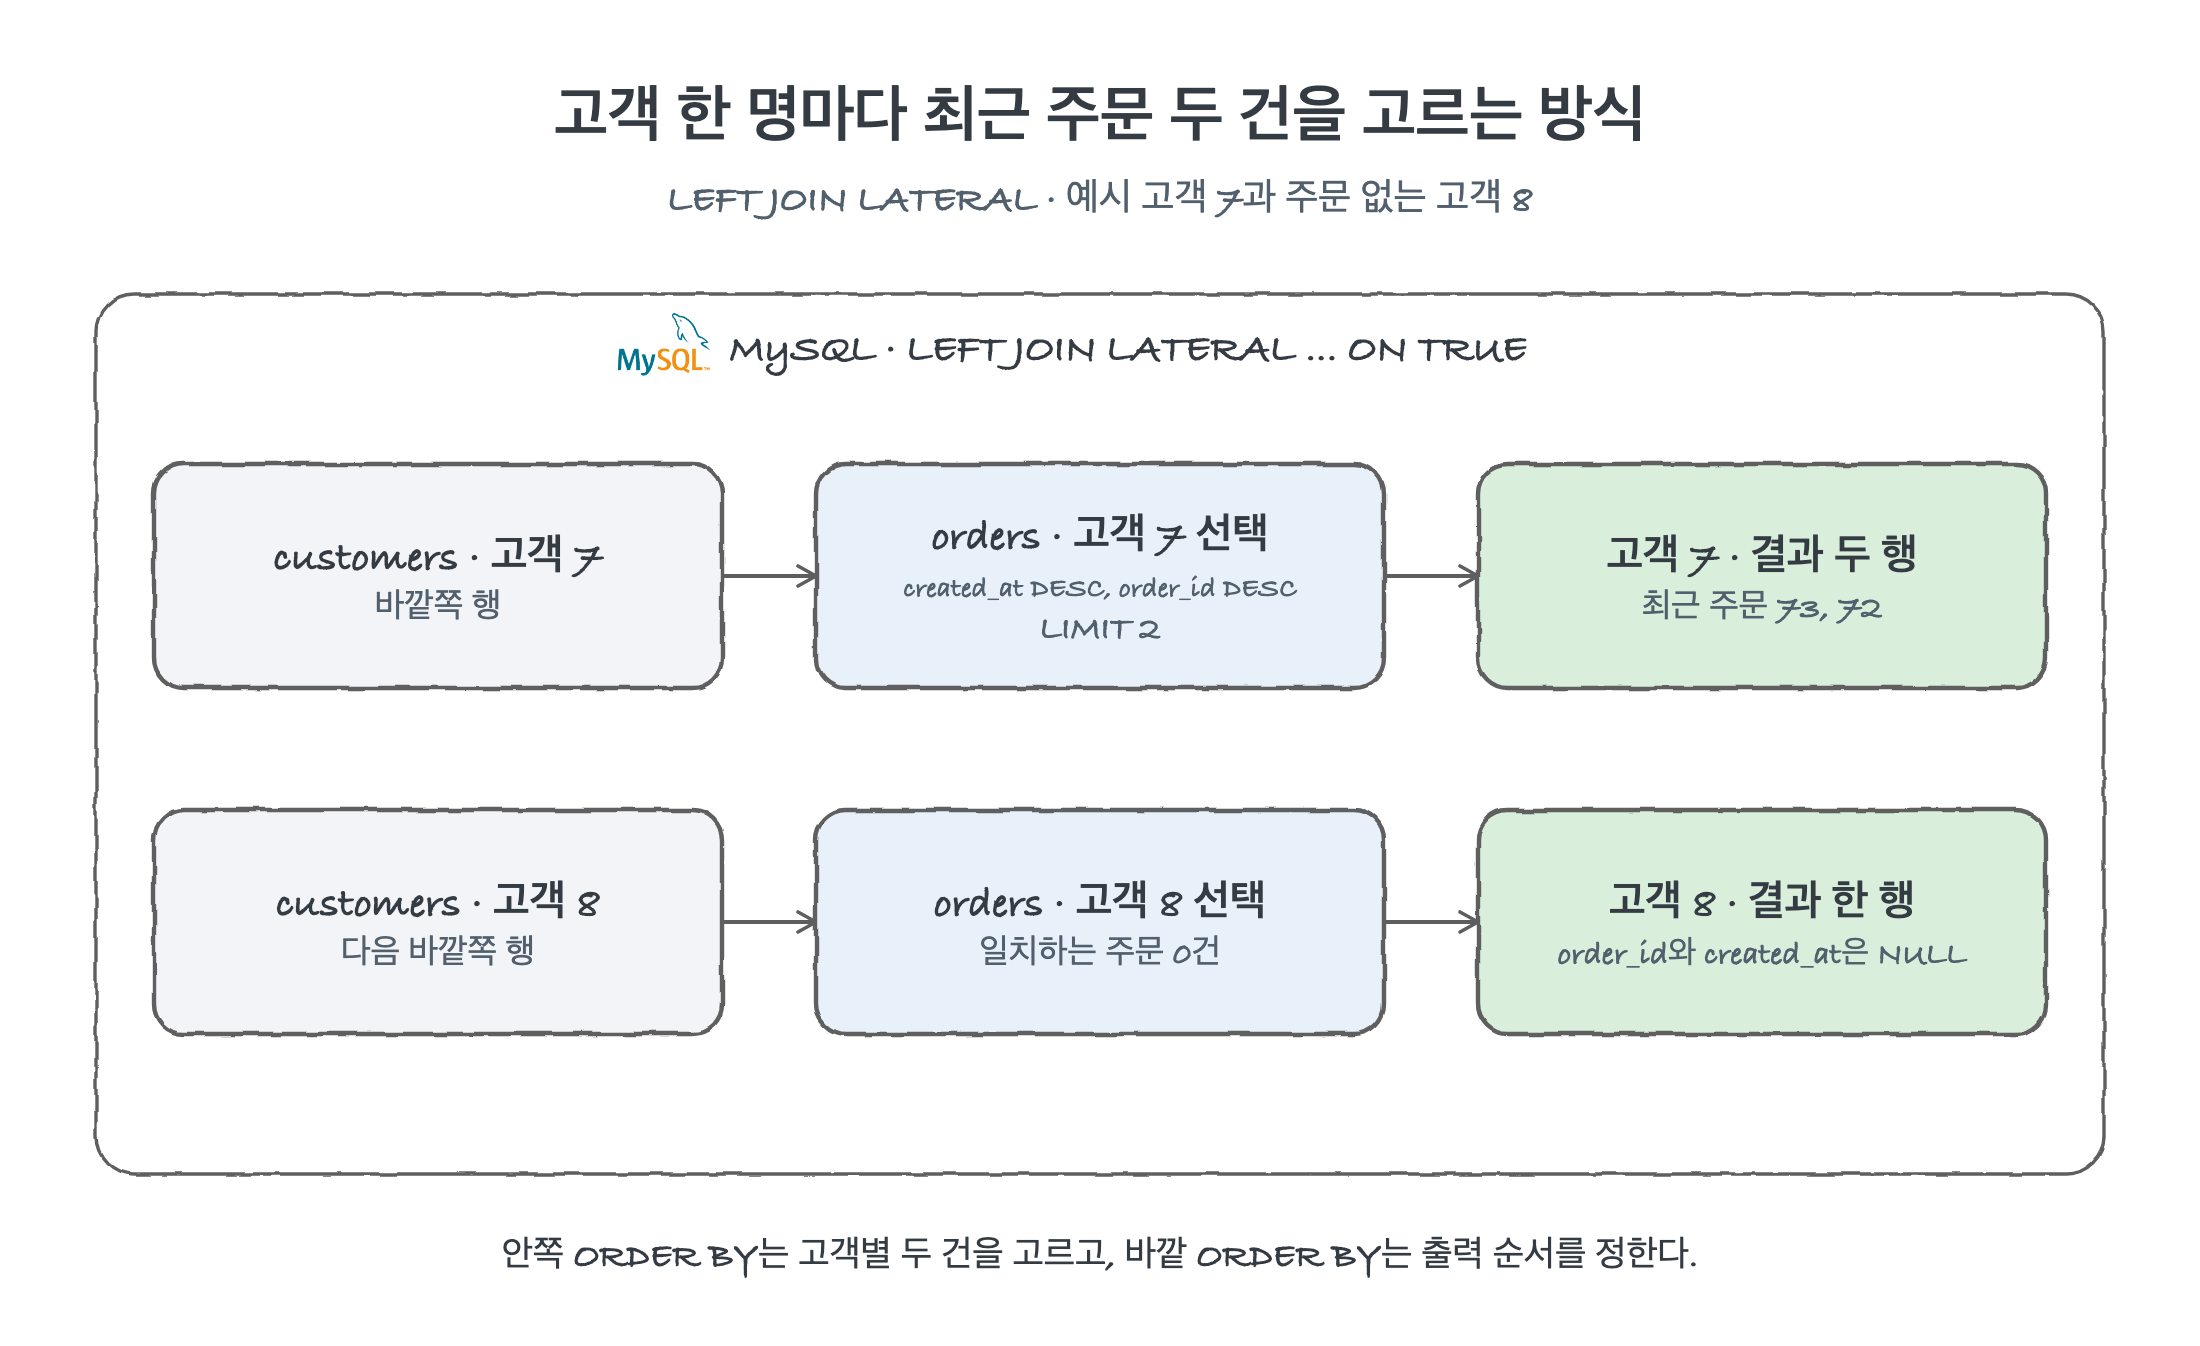 고객 한 명마다 최근 주문 두 건을 고르는 방식
LEFT JOIN LATERAL · 예시 고객 7과 주문 없는 고객 8
MySQL™ MySQL · LEFT JOIN LATERAL ... ON TRUE
customers · 고객 7
바깥쪽 행
orders · 고객 7 선택
created_at DESC, order_id DESC
LIMIT 2
고객 7 · 결과 두 행
최근 주문 73, 72
customers · 고객 8
다음 바깥쪽 행
orders · 고객 8 선택
일치하는 주문 0건
고객 8 · 결과 한 행
order_id와 created_at은 NULL
안쪽 ORDER BY는 고객별 두 건을 고르고, 바깥 ORDER BY는 출력 순서를 정한다.